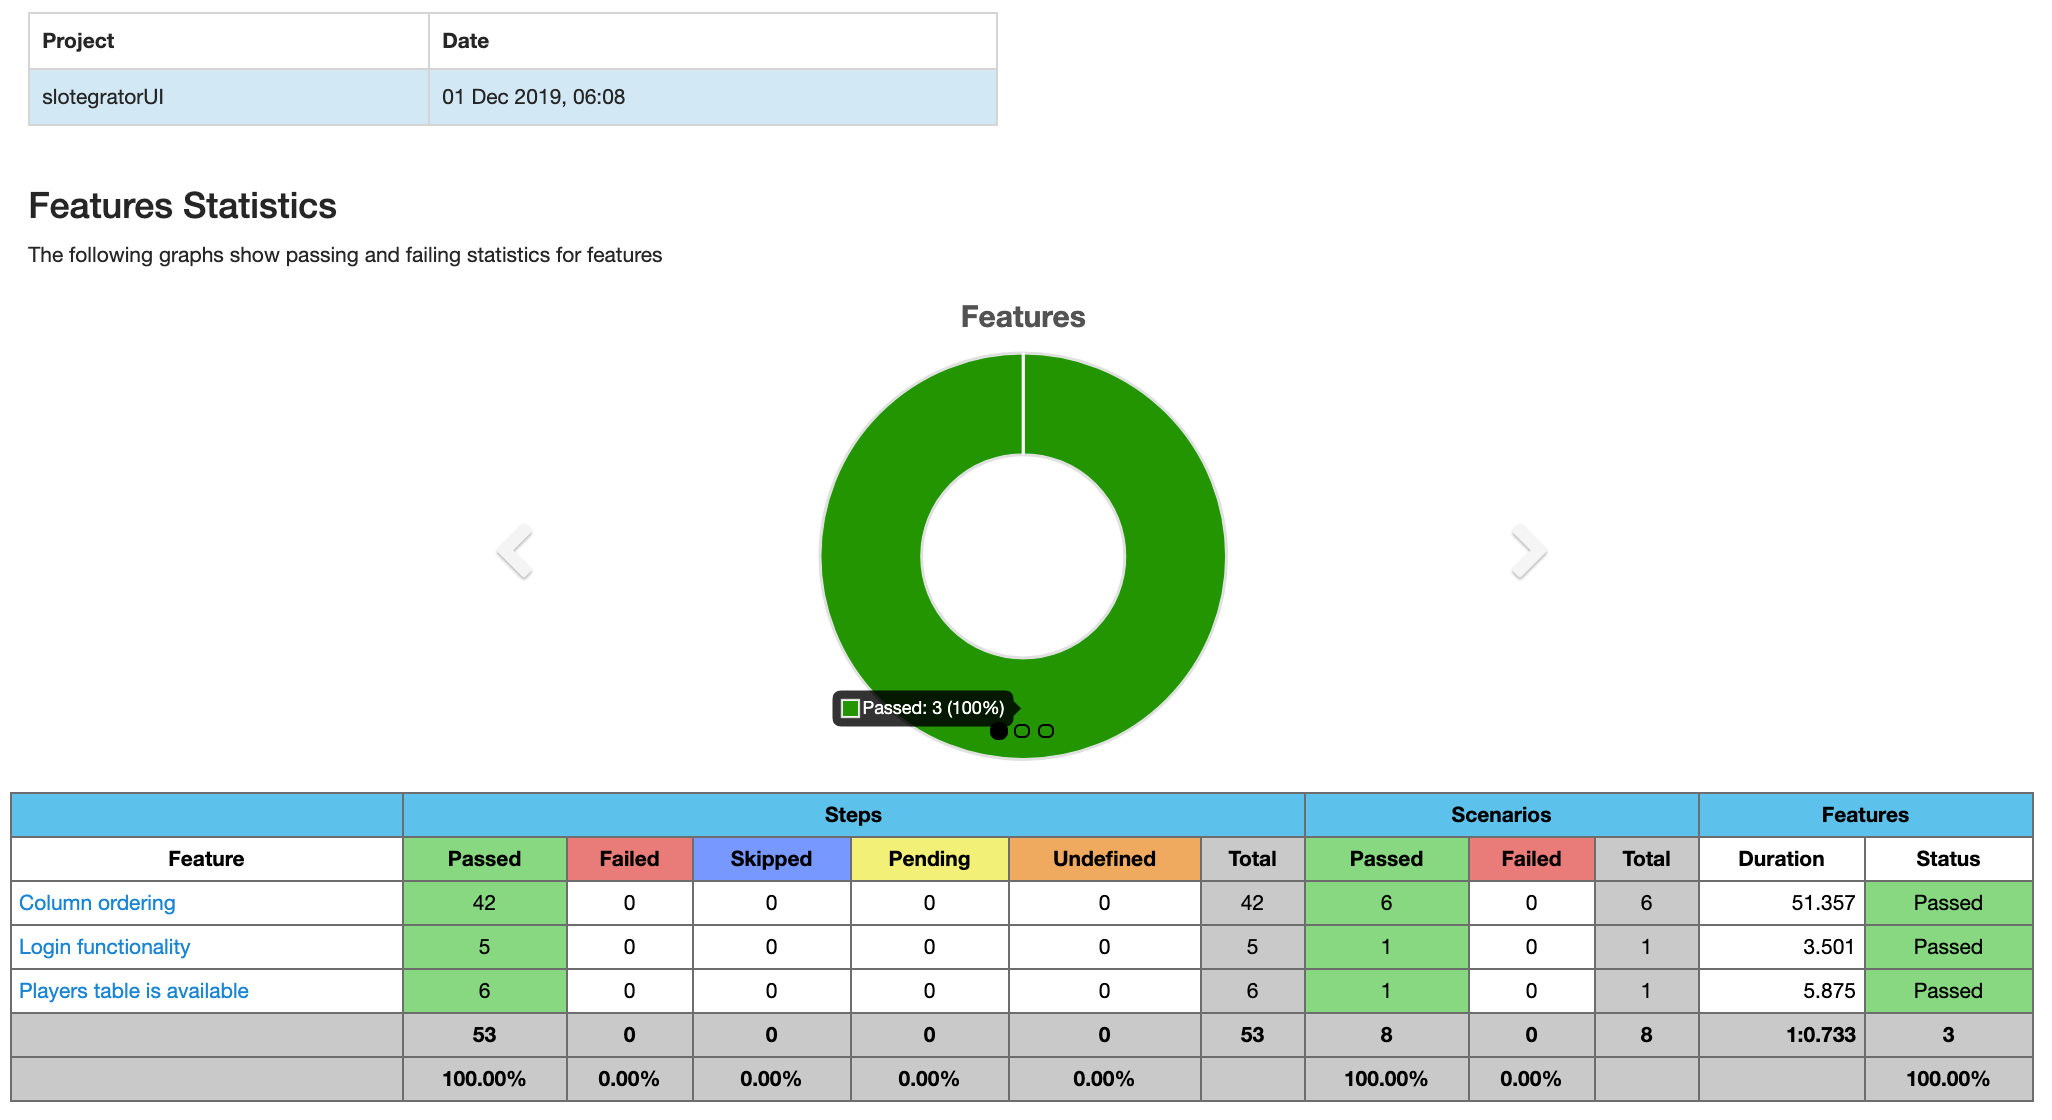 Project Date
slotegratorUI 01 Dec 2019, 06:08
Features Statistics
The following graphs show passing and failing statistics for features
Features
Passed: 3 (100%)
Steps Scenarios Features
Feature Passed Failed Skipped Pending Undefined Total Passed Failed Total Duration Status
Column ordering 42 0 0 0 0 42 6 0 6 51.357 Passed
Login functionality 5 0 0 0 0 5 1 0 1 3.501 Passed
Players table is available 6 0 0 0 0 6 1 0 1 5.875 Passed
53 0 0 0 0 53 8 0 8 1:0.733 3
100.00% 0.00% 0.00% 0.00% 0.00% 100.00% 0.00% 100.00%